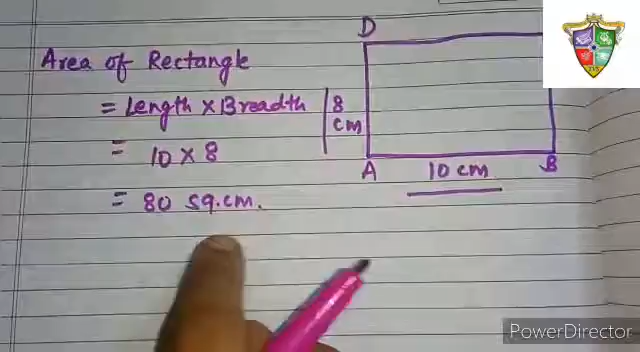 D
Area of Rectangle
= Length × Breadth
8
cm
= 10 × 8
A
10 cm
B
= 80 sq.cm.
PowerDirector